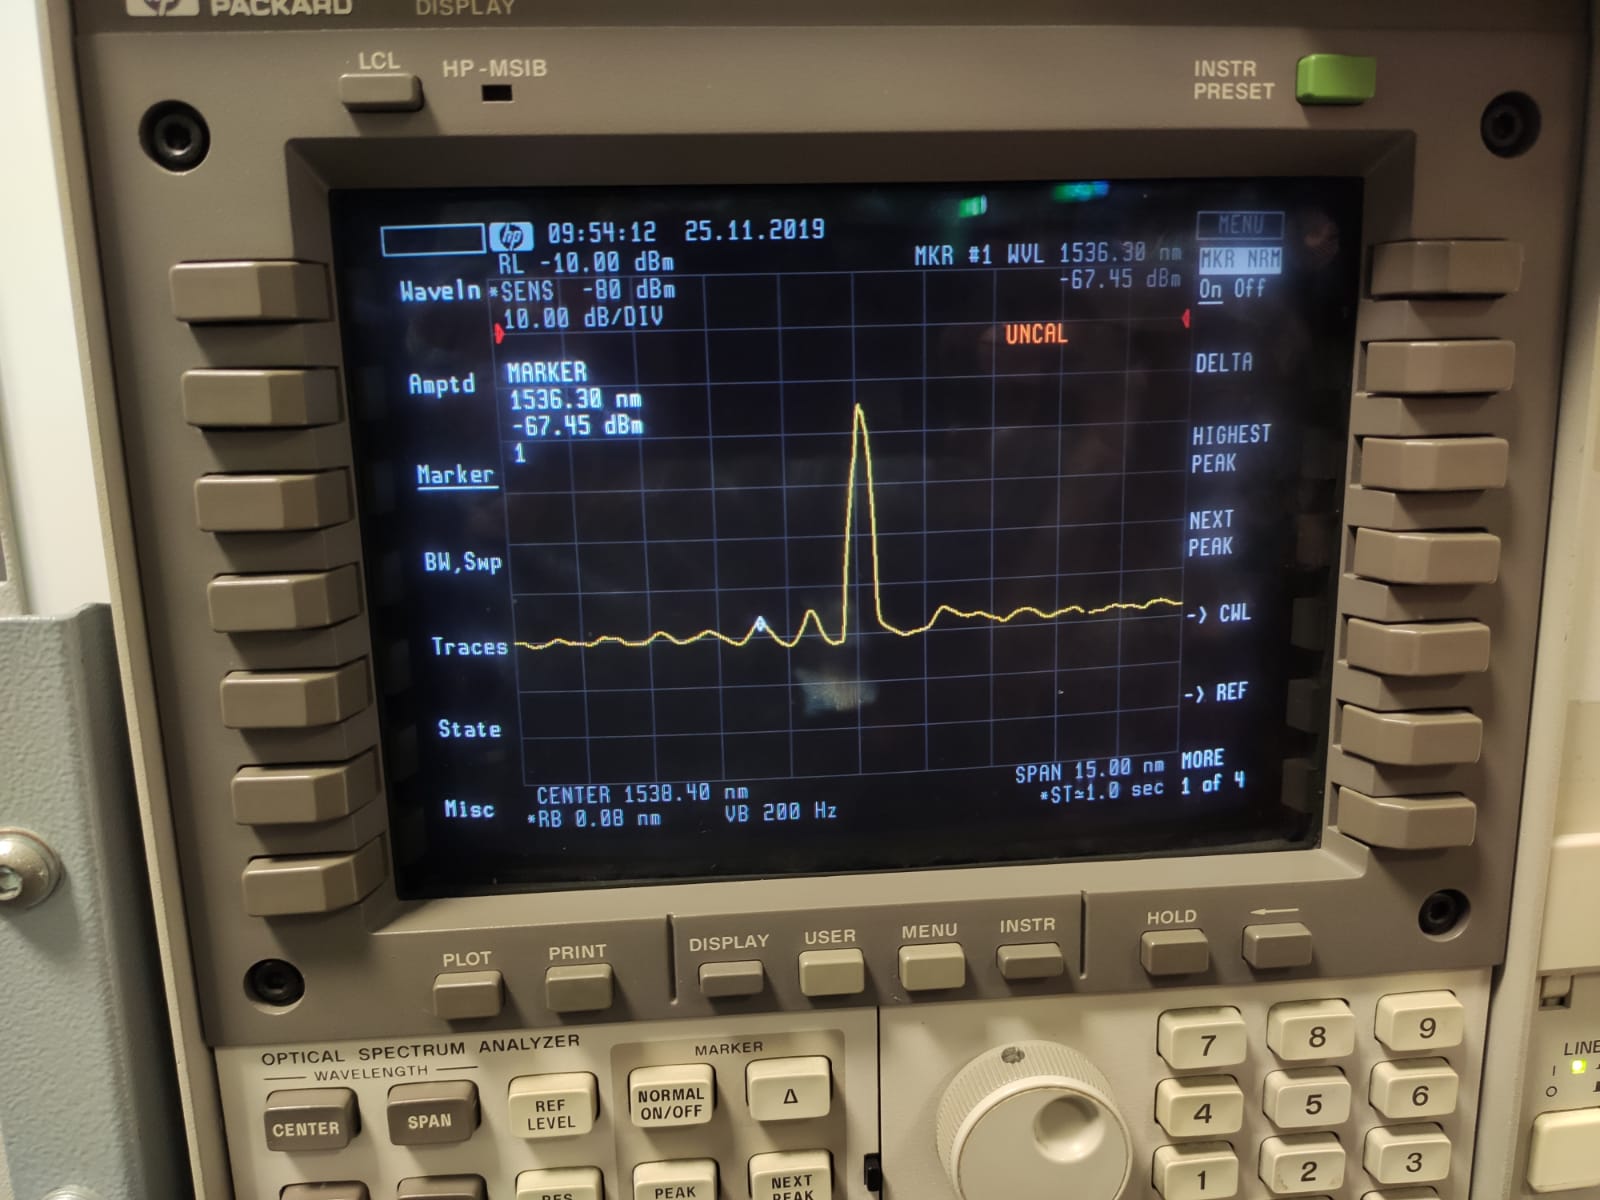 hp PACKARD
DISPLAY
LCL
HP-MSIB
INSTR
PRESET
hp 09:54:12 25.11.2019
RL -10.00 dBm
*SENS -80 dBm
10.00 dB/DIV
MKR #1 WVL 1536.30 nm
-67.45 dBm
UNCAL
MARKER
1536.30 nm
-67.45 dBm
1
Waveln
Amptd
Marker
BW,Swp
Traces
State
Misc
MENU
MKR NRM
On Off
DELTA
HIGHEST
PEAK
NEXT
PEAK
-> CWL
-> REF
MORE
1 of 4
CENTER 1538.40 nm
*RB 0.08 nm
VB 200 Hz
SPAN 15.00 nm
*ST≃1.0 sec
PLOT
PRINT
DISPLAY
USER
MENU
INSTR
HOLD
OPTICAL SPECTRUM ANALYZER
WAVELENGTH
CENTER
SPAN
REF
LEVEL
MARKER
NORMAL
ON/OFF
Δ
PEAK
NEXT
PEAK
RES
7
8
9
4
5
6
1
2
3
LINE